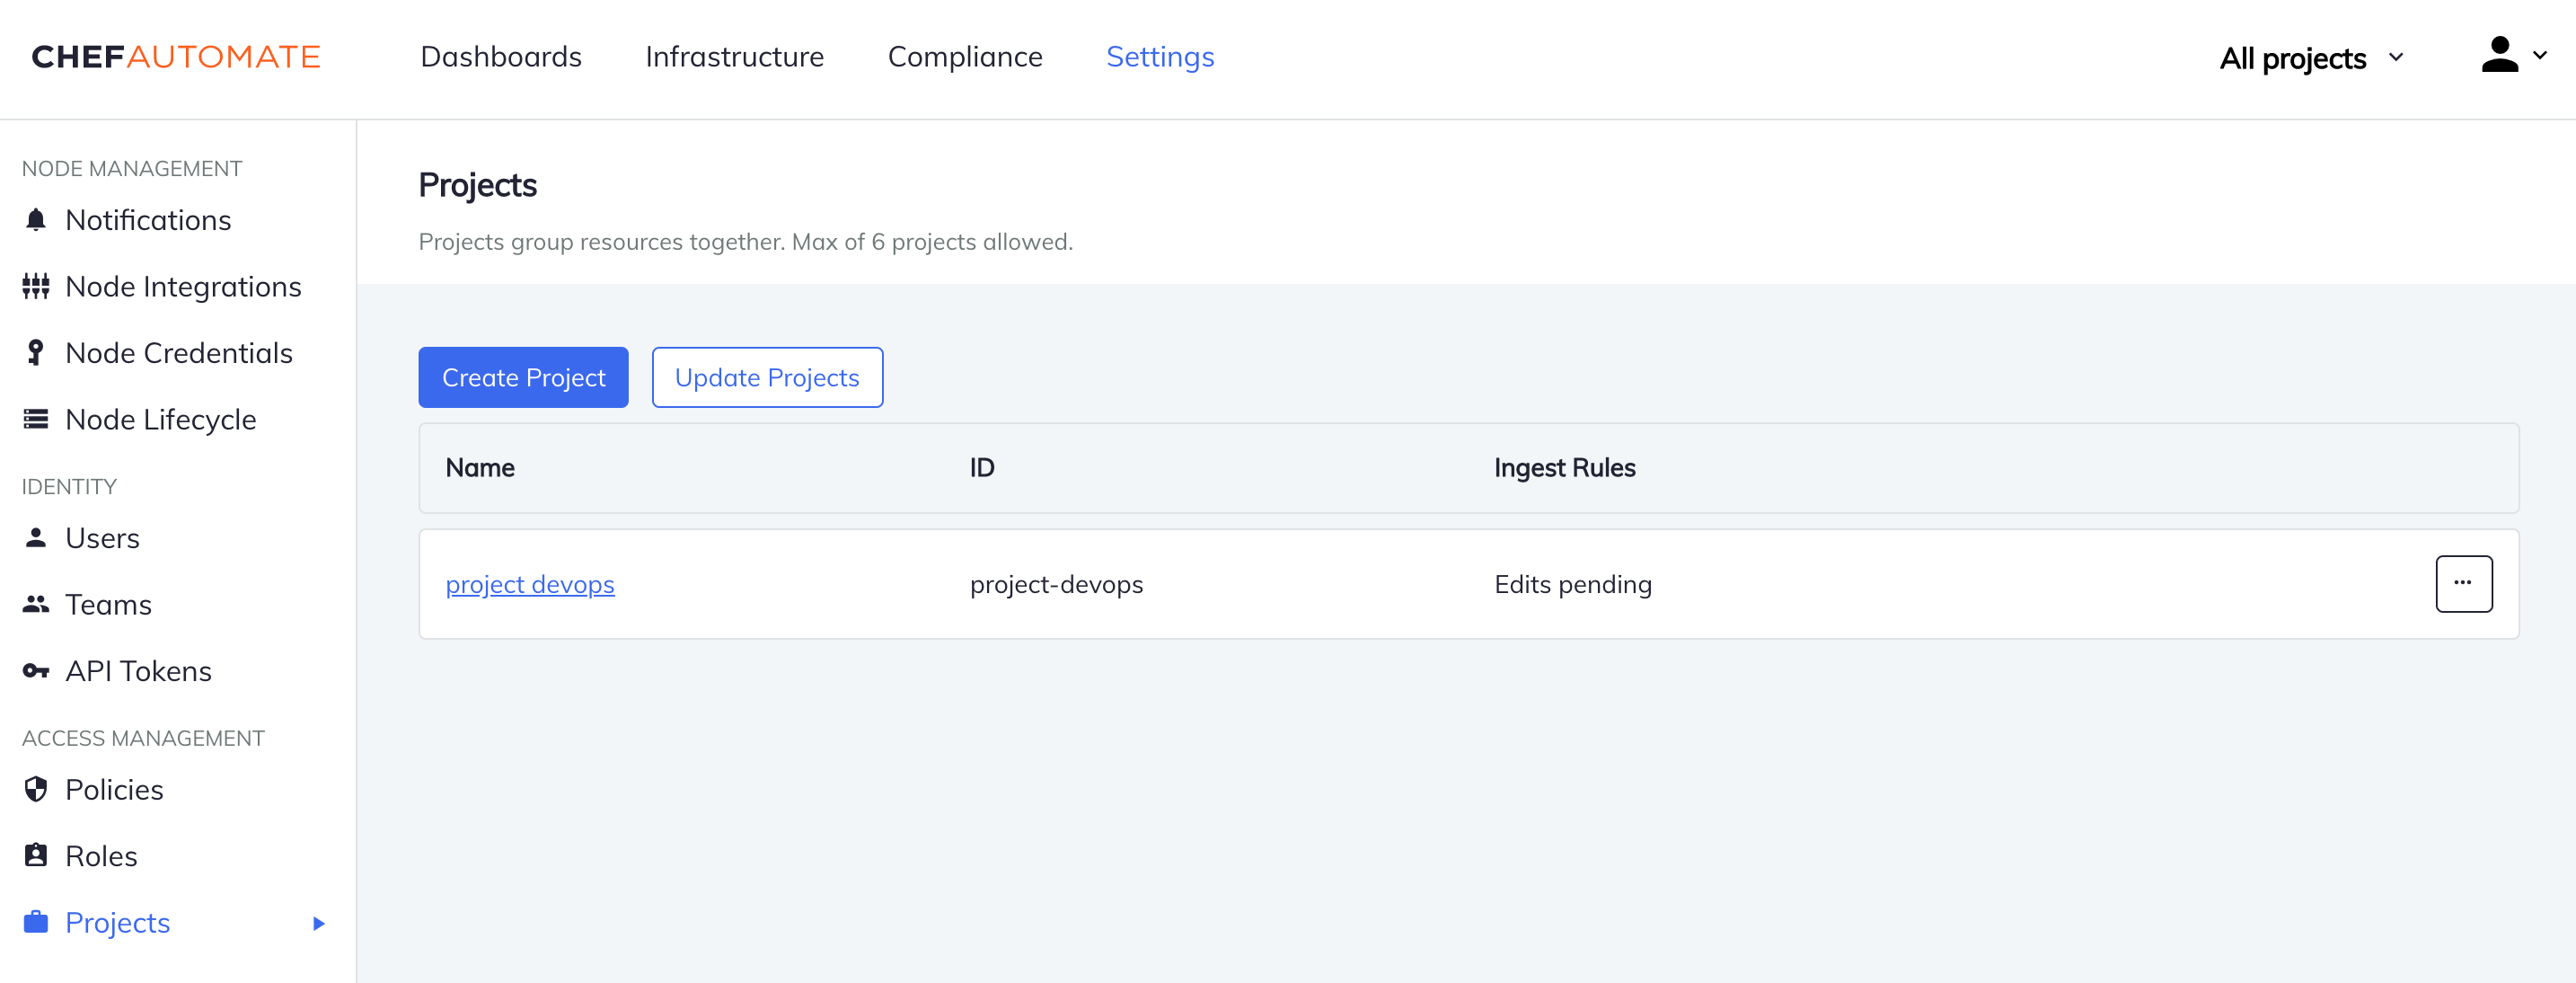 CHEFAUTOMATE
Dashboards Infrastructure Compliance Settings
All projects
NODE MANAGEMENT
Notifications
Node Integrations
Node Credentials
Node Lifecycle
IDENTITY
Users
Teams
API Tokens
ACCESS MANAGEMENT
Policies
Roles
Projects
Projects
Projects group resources together. Max of 6 projects allowed.
Create Project Update Projects
Name ID Ingest Rules
project devops project-devops Edits pending